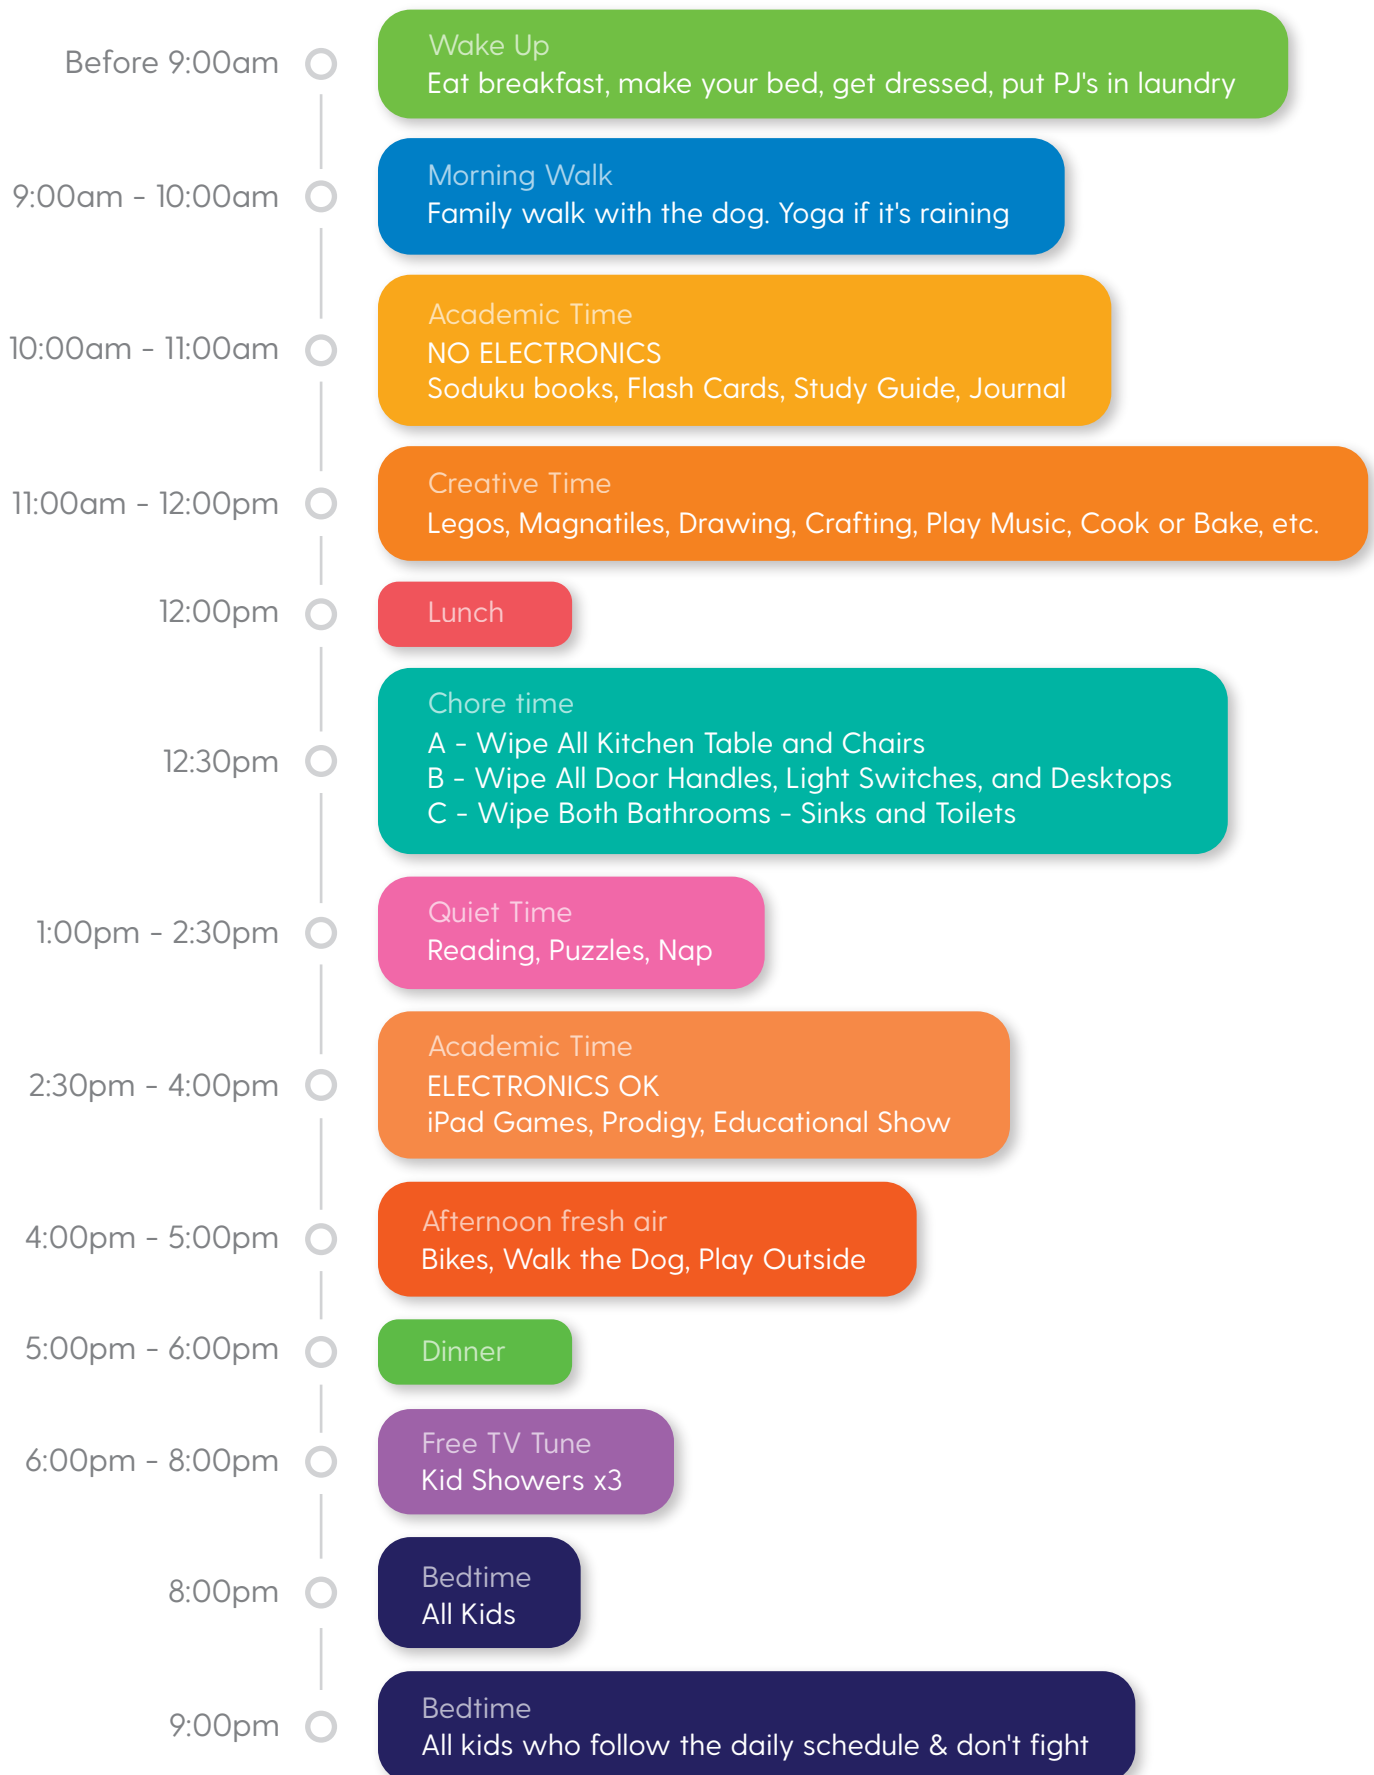 Before 9:00am
Wake Up
Eat breakfast, make your bed, get dressed, put PJ's in laundry
9:00am - 10:00am
Morning Walk
Family walk with the dog. Yoga if it's raining
10:00am - 11:00am
Academic Time
NO ELECTRONICS
Soduku books, Flash Cards, Study Guide, Journal
11:00am - 12:00pm
Creative Time
Legos, Magnatiles, Drawing, Crafting, Play Music, Cook or Bake, etc.
12:00pm
Lunch
12:30pm
Chore time
A - Wipe All Kitchen Table and Chairs
B - Wipe All Door Handles, Light Switches, and Desktops
C - Wipe Both Bathrooms - Sinks and Toilets
1:00pm - 2:30pm
Quiet Time
Reading, Puzzles, Nap
2:30pm - 4:00pm
Academic Time
ELECTRONICS OK
iPad Games, Prodigy, Educational Show
4:00pm - 5:00pm
Afternoon fresh air
Bikes, Walk the Dog, Play Outside
5:00pm - 6:00pm
Dinner
6:00pm - 8:00pm
Free TV Tune
Kid Showers x3
8:00pm
Bedtime
All Kids
9:00pm
Bedtime
All kids who follow the daily schedule & don't fight